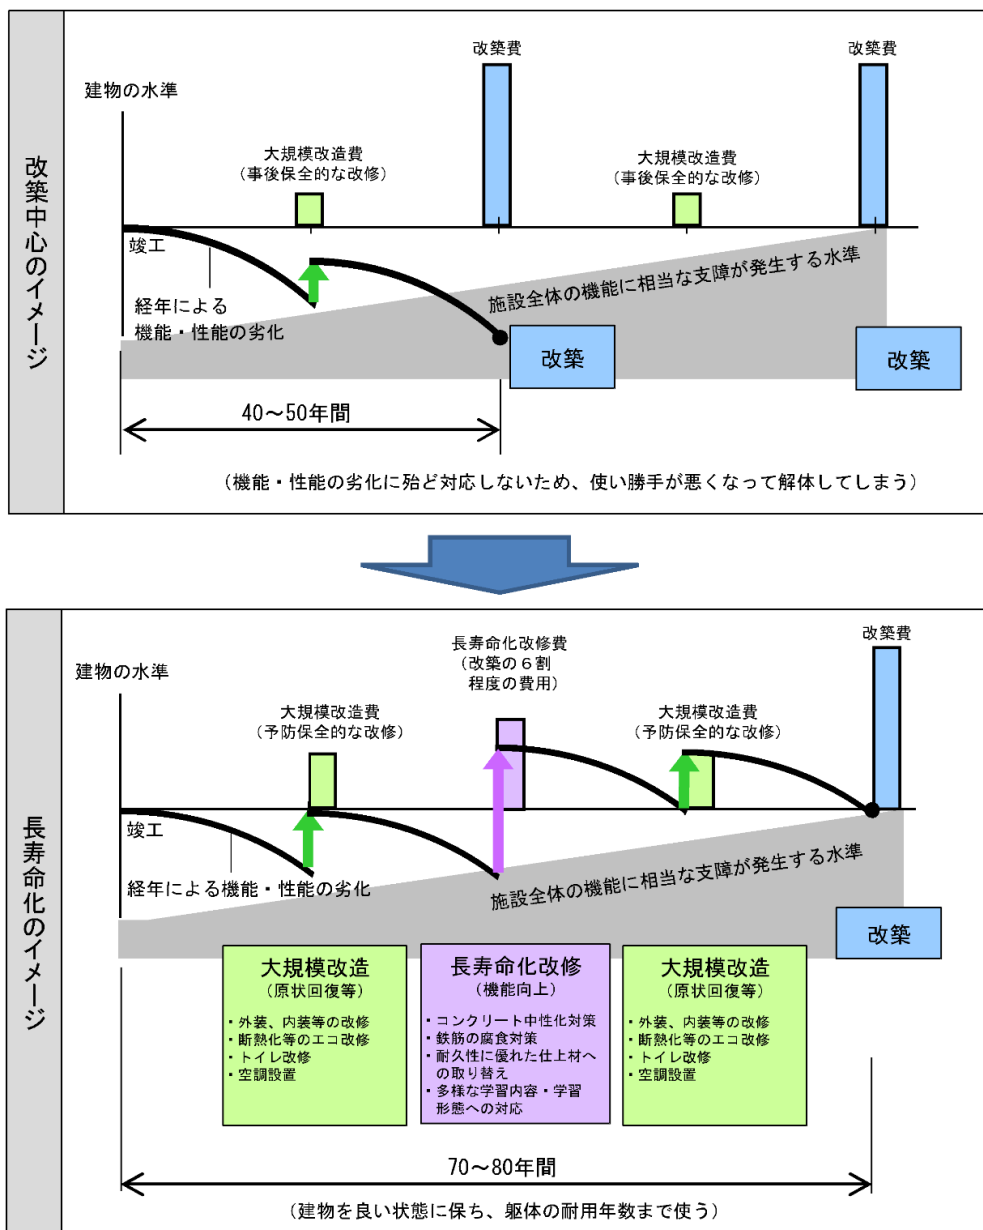 改築中心のイメージ
建物の水準
改築費
改築費
大規模改造費
（事後保全的な改修）
大規模改造費
（事後保全的な改修）
竣工
経年による
機能・性能の劣化
施設全体の機能に相当な支障が発生する水準
改築
改築
40～50年間
（機能・性能の劣化に殆ど対応しないため、使い勝手が悪くなって解体してしまう）
長寿命化のイメージ
建物の水準
長寿命化改修費
（改築の６割
程度の費用）
改築費
大規模改造費
（予防保全的な改修）
大規模改造費
（予防保全的な改修）
竣工
経年による機能・性能の劣化
施設全体の機能に相当な支障が発生する水準
改築
大規模改造
（原状回復等）
・外装、内装等の改修
・断熱化等のエコ改修
・トイレ改修
・空調設置
長寿命化改修
（機能向上）
・コンクリート中性化対策
・鉄筋の腐食対策
・耐久性に優れた仕上材へ
の取り替え
・多様な学習内容・学習
形態への対応
大規模改造
（原状回復等）
・外装、内装等の改修
・断熱化等のエコ改修
・トイレ改修
・空調設置
70～80年間
（建物を良い状態に保ち、躯体の耐用年数まで使う）